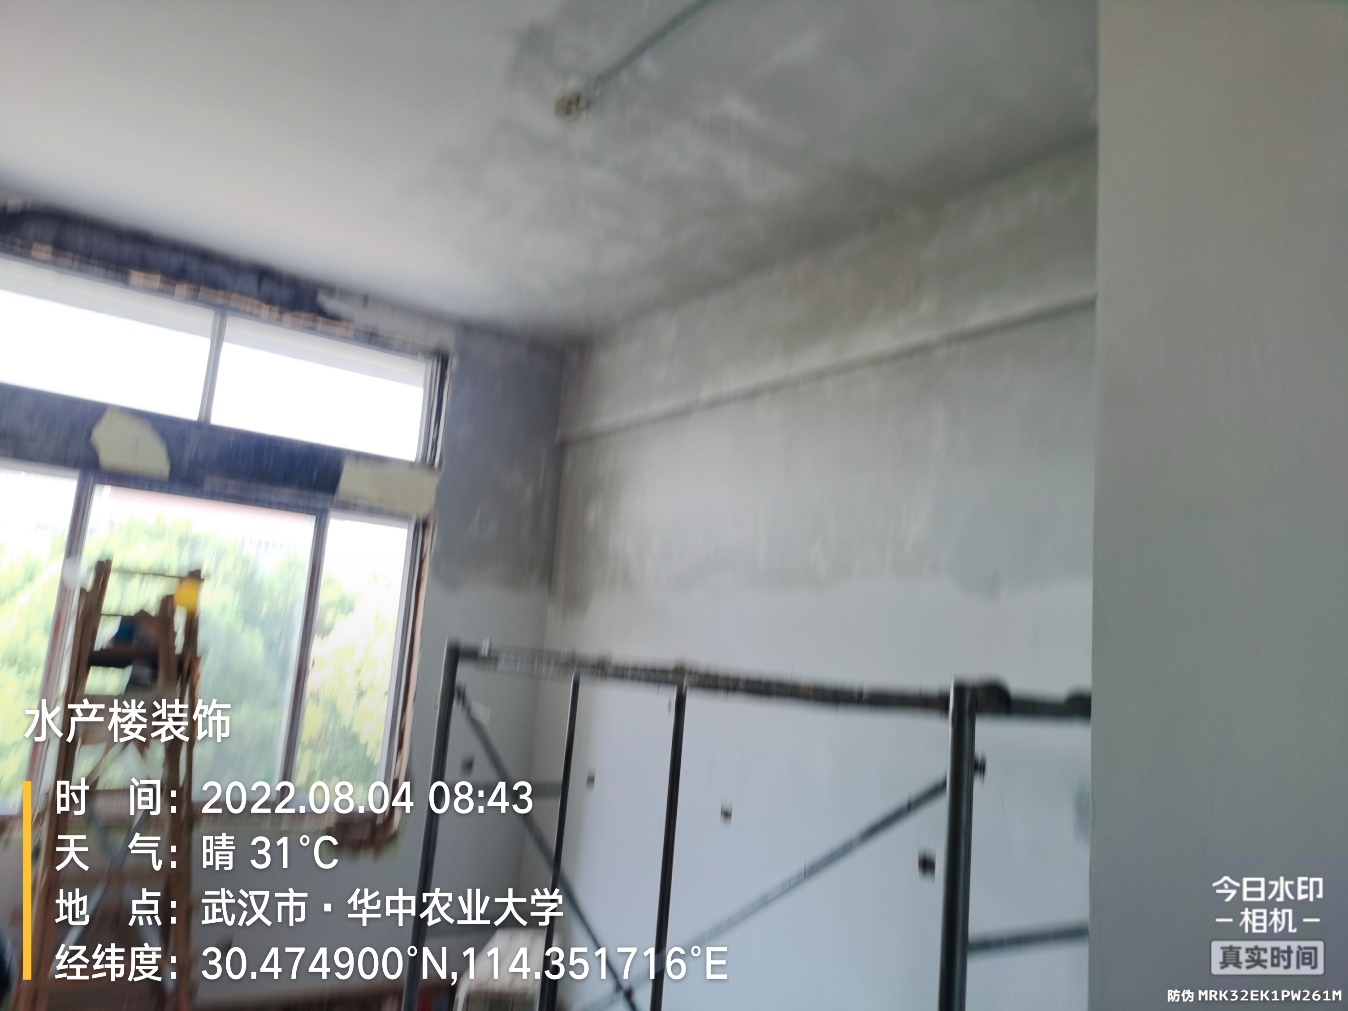 水产楼装饰
时 间：2022.08.04 08:43
天 气：晴 31°C
地 点：武汉市·华中农业大学
经纬度：30.474900°N,114.351716°E
今日水印
相机
真实时间
防伪 MRK32EK1PW261M